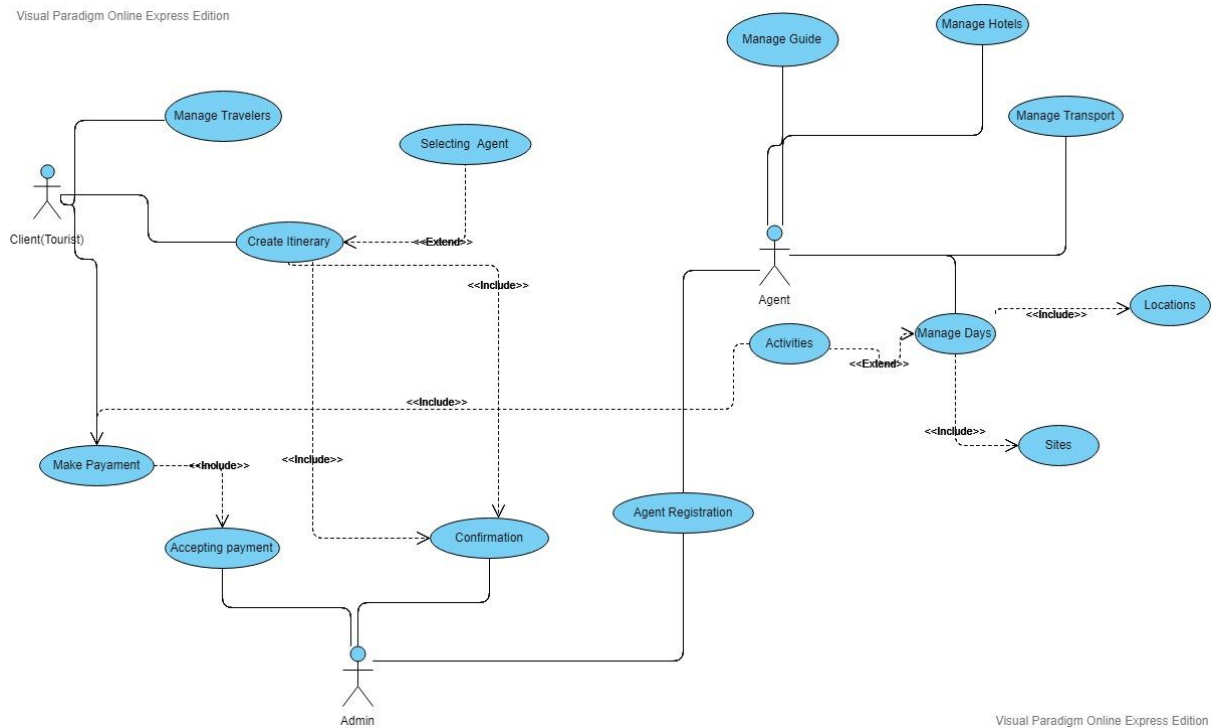 Visual Paradigm Online Express Edition
Manage Guide
Manage Hotels
Manage Travelers
Manage Transport
Selecting Agent
Client(Tourist)
Create Itinerary
<<Extend>>
<<Include>>
Agent
Locations
<<Include>>
Activities
Manage Days
<<Extend>>
<<Include>>
<<Include>>
Sites
Make Payament
<<Include>>
<<Include>>
Agent Registration
Accepting payment
Confirmation
Admin
Visual Paradigm Online Express Edition